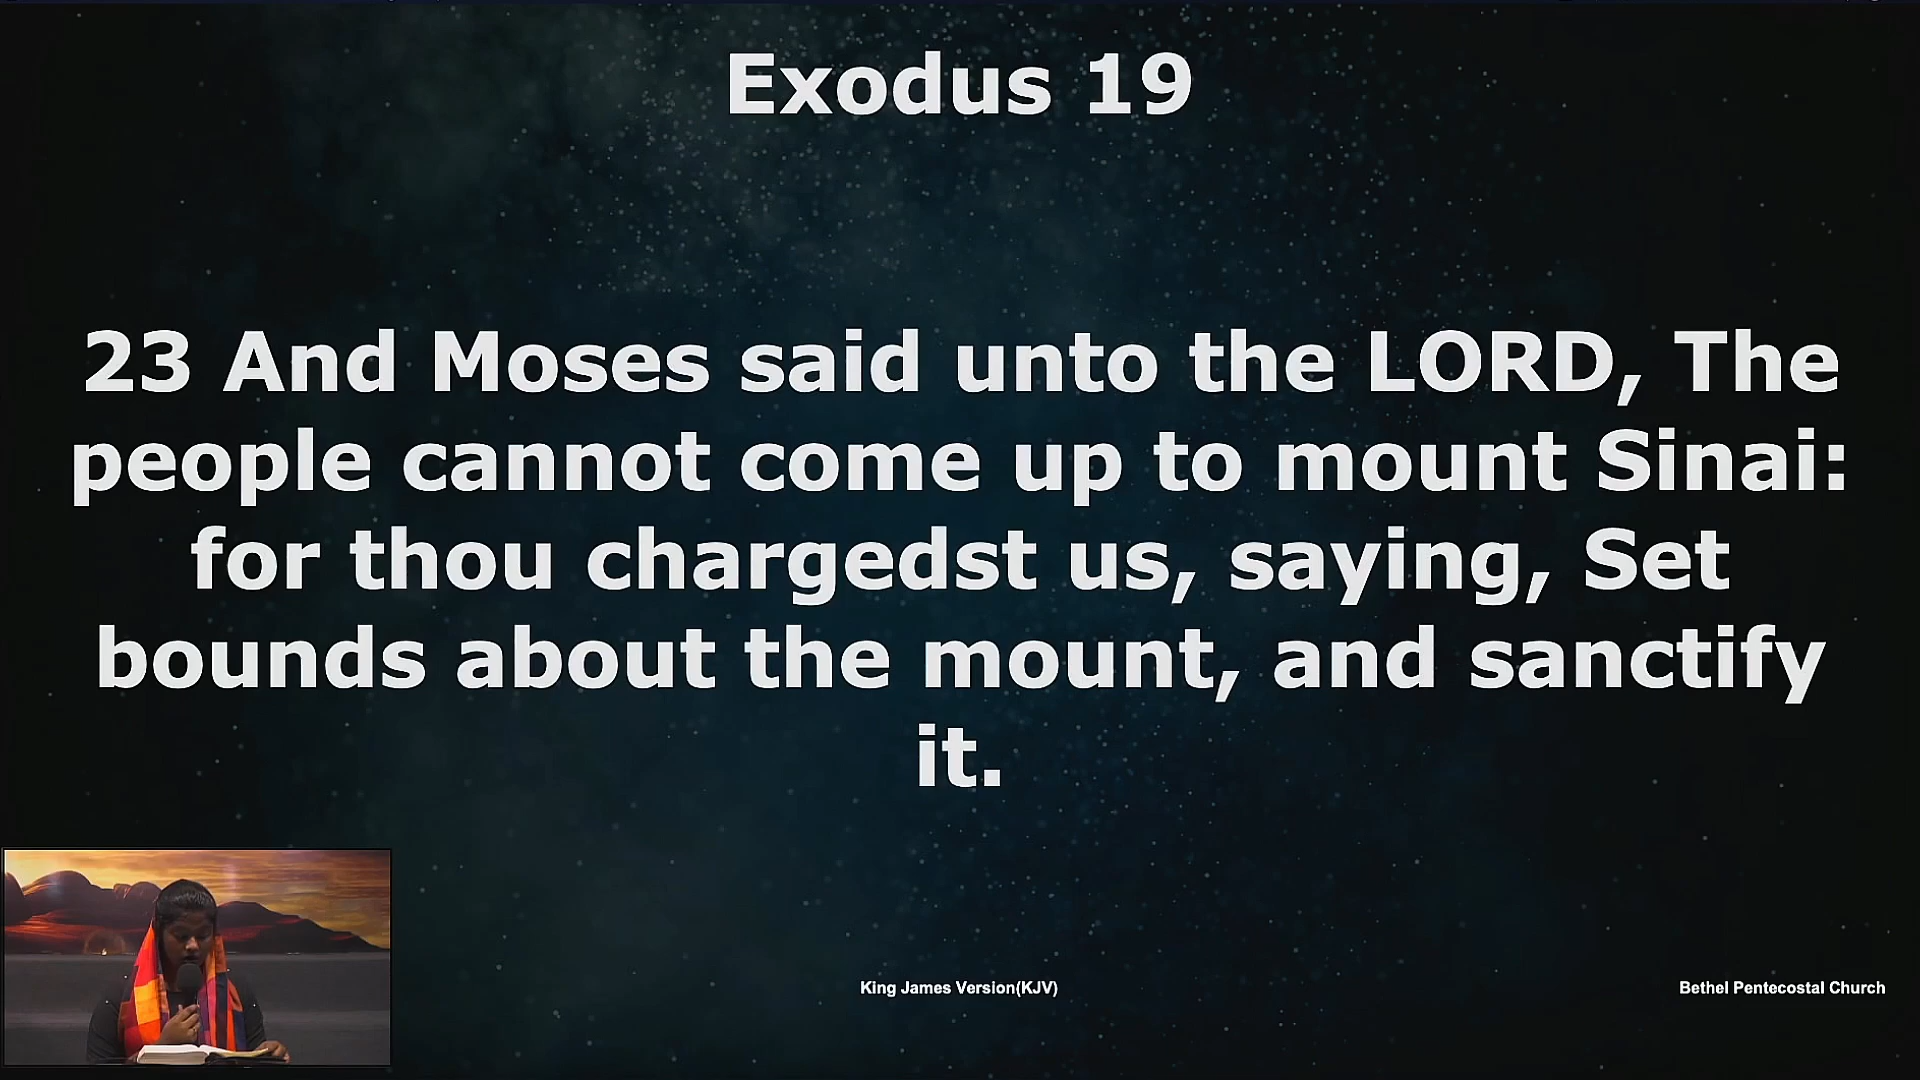 Exodus 19
23 And Moses said unto the LORD, The
people cannot come up to mount Sinai:
for thou chargedst us, saying, Set
bounds about the mount, and sanctify
it.
King James Version(KJV)
Bethel Pentecostal Church